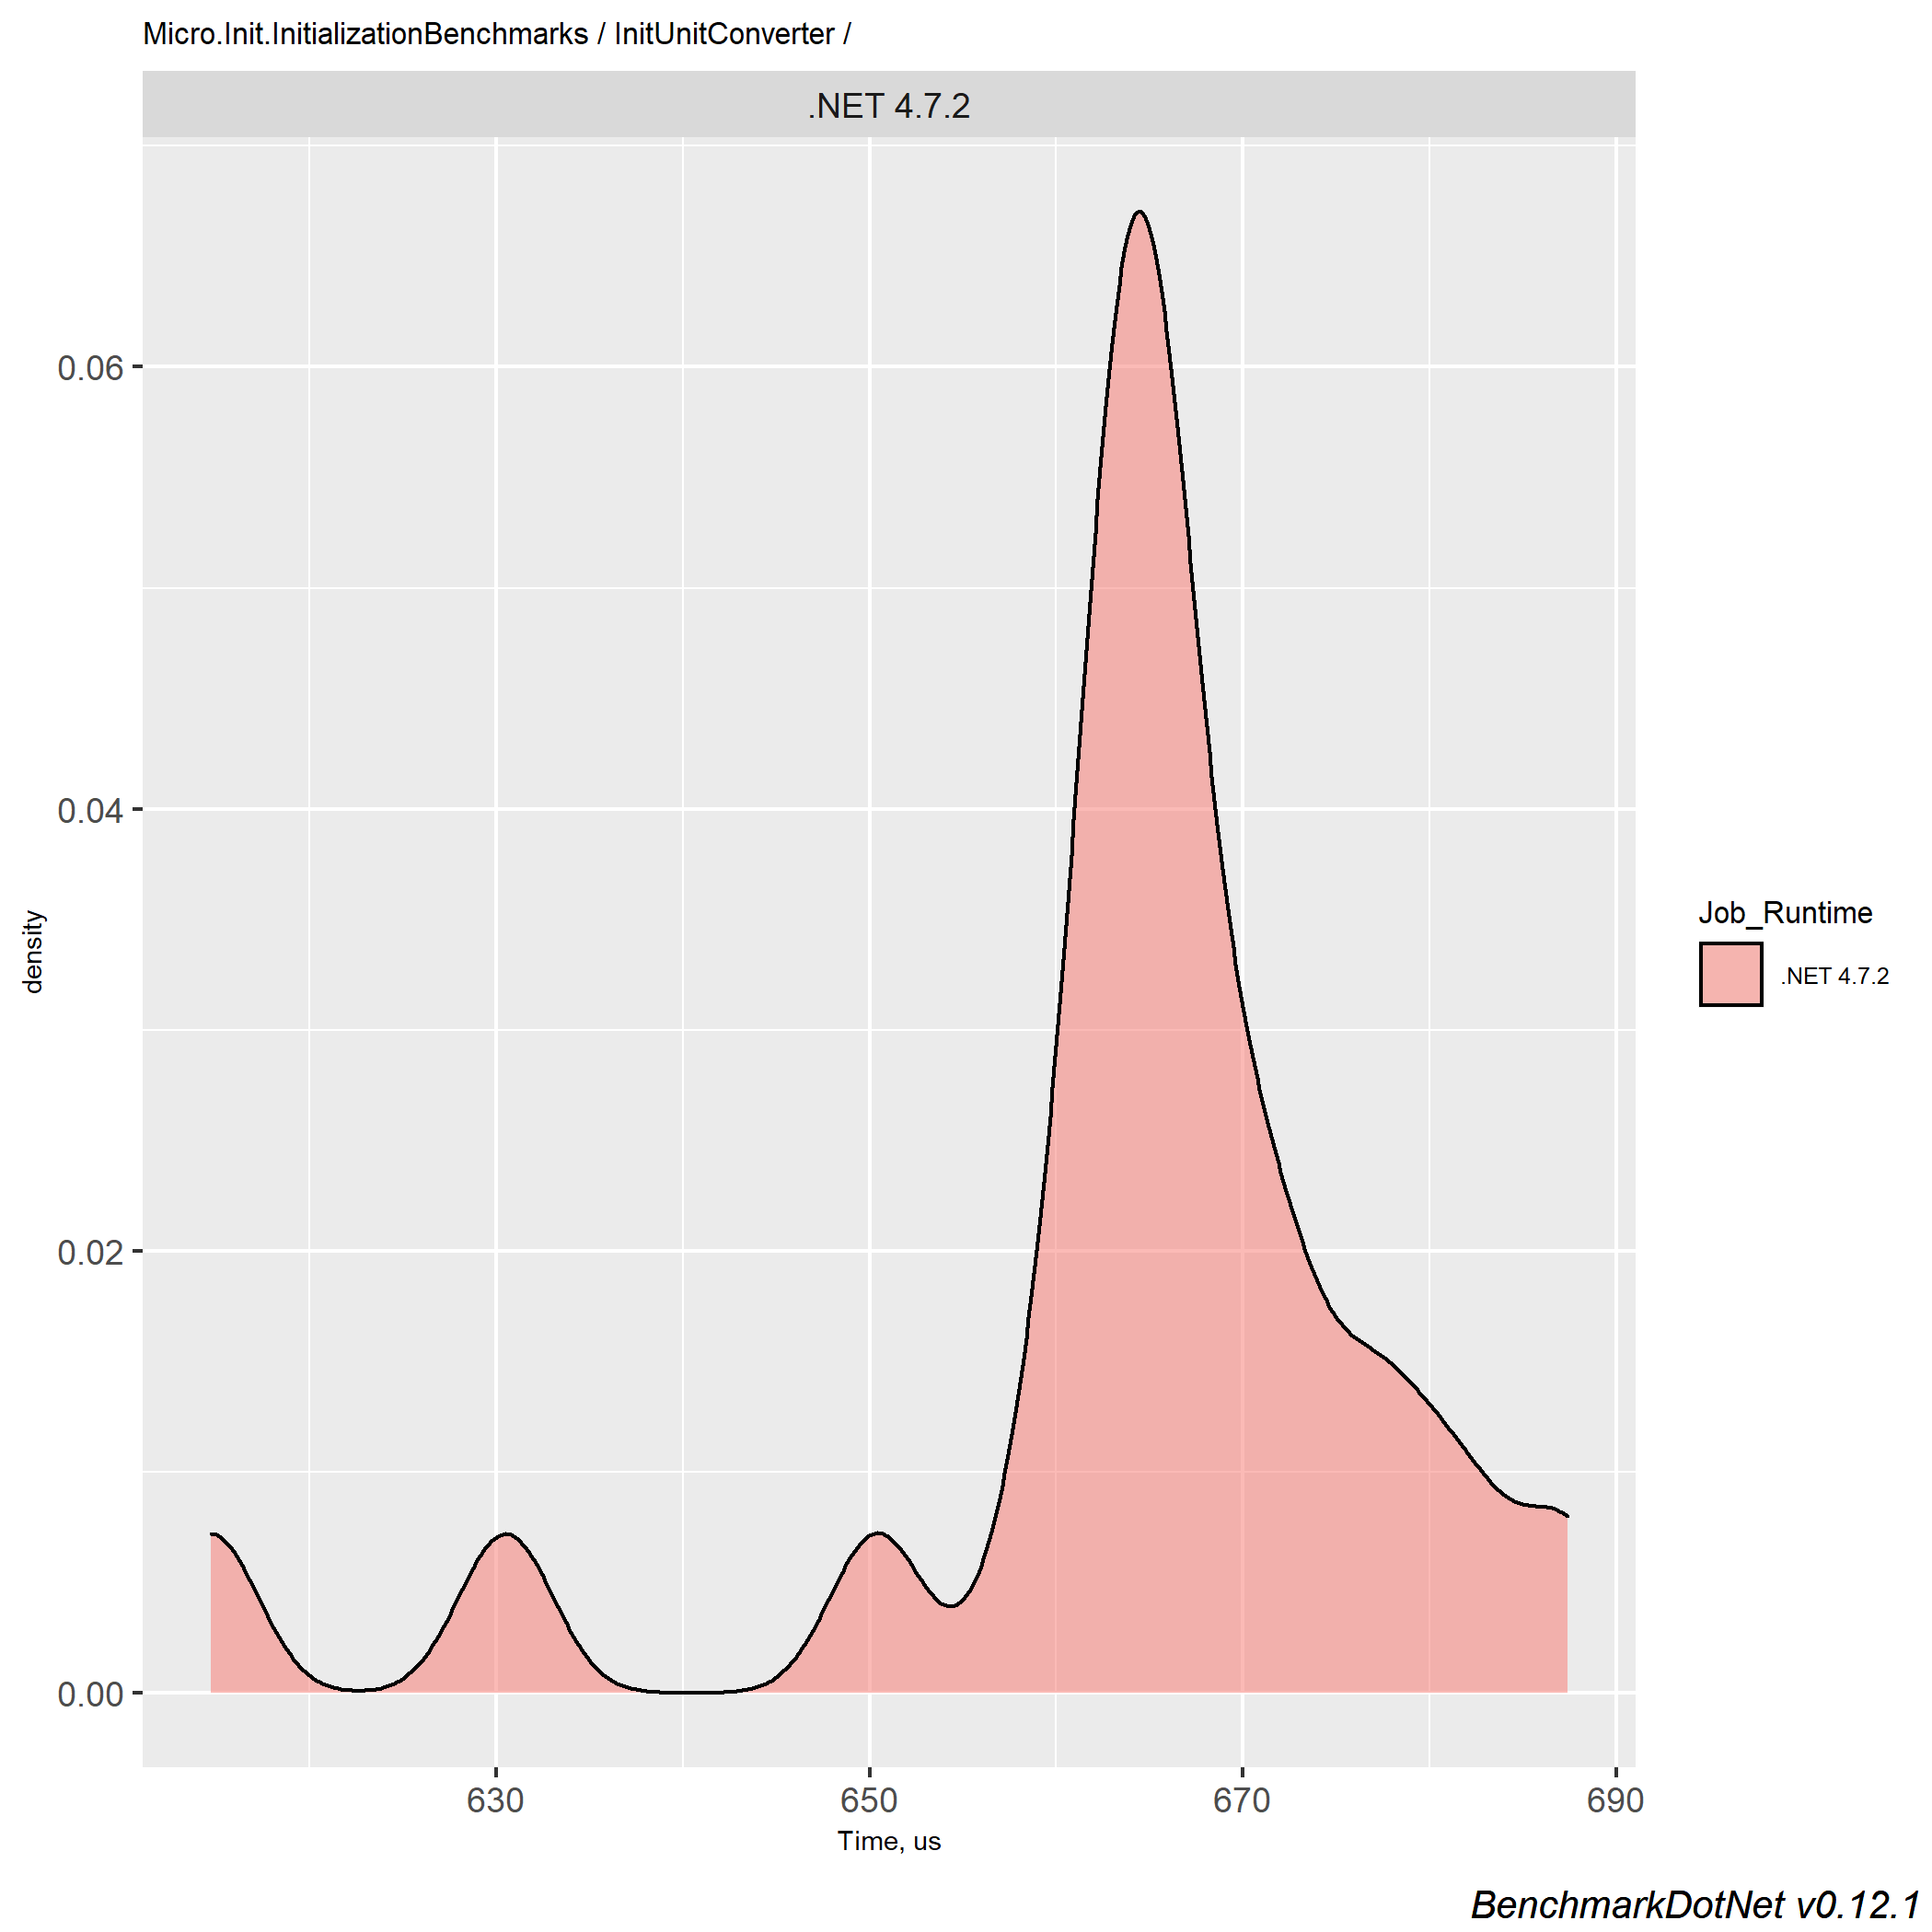 Micro.Init.InitializationBenchmarks / InitUnitConverter /
.NET 4.7.2
0.06
0.04
0.02
0.00
density
630 650 670 690
Time, us
Job_Runtime
.NET 4.7.2
BenchmarkDotNet v0.12.1